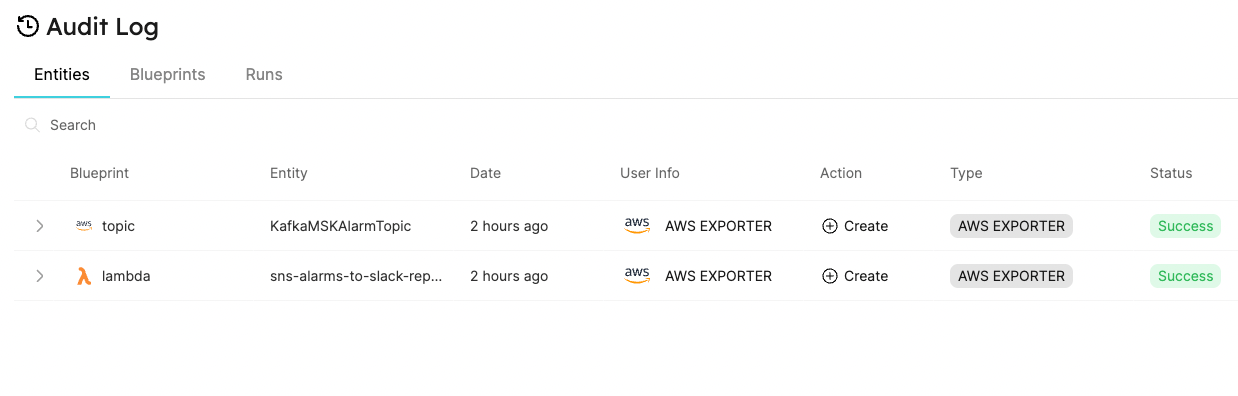 Audit Log
Entities Blueprints Runs
Search
Blueprint Entity Date User Info Action Type Status
aws topic KafkaMSKAlarmTopic 2 hours ago aws AWS EXPORTER Create AWS EXPORTER Success
lambda sns-alarms-to-slack-rep... 2 hours ago aws AWS EXPORTER Create AWS EXPORTER Success